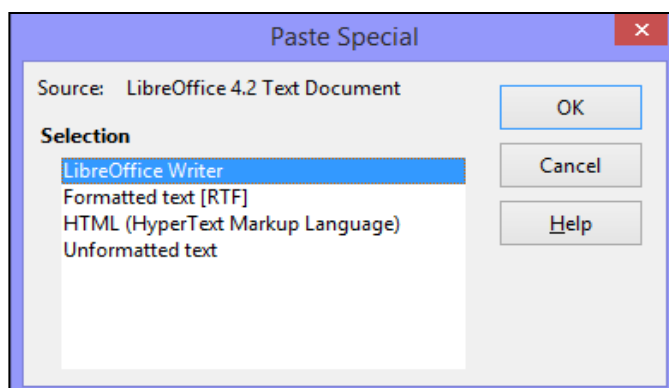 Paste Special
Source: LibreOffice 4.2 Text Document
OK
Selection
LibreOffice Writer
Cancel
Formatted text [RTF]
HTML (HyperText Markup Language)
Help
Unformatted text